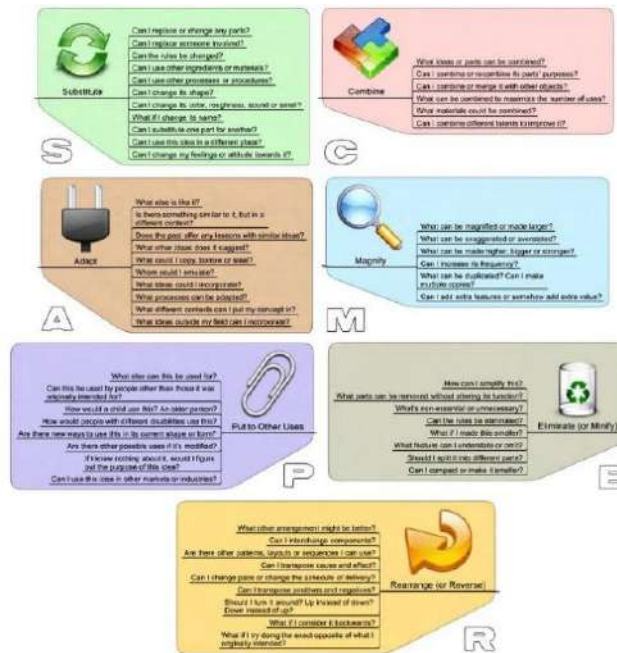 Substitute
Can I replace or change any parts?
Can I replace someone involved?
Can the rules be changed?
Can I use other ingredients or materials?
Can I use other processes or procedures?
Can I change its shape?
Can I change its color, roughness, sound or smell?
What if I change its name?
Can I substitute one part for another?
Can I use this idea in a different place?
Can I change my feelings or attitude towards it?
S
Combine
What ideas or parts can be combined?
Can I combine or recombine its parts' purposes?
Can I combine or merge it with other objects?
What can be combined to maximize the number of uses?
What materials could be combined?
Can I combine different talents to improve it?
C
Adapt
What else is like it?
Is there something similar to it, but in a
different context?
Does the past offer any lessons with similar ideas?
What other ideas does it suggest?
What could I copy, borrow or steal?
Whom could I emulate?
What ideas could I incorporate?
What processes can be adapted?
What different contexts can I put my concept in?
What ideas outside my field can I incorporate?
A
Magnify
What can be magnified or made larger?
What can be exaggerated or overstated?
What can be made higher, bigger or stronger?
Can I increase its frequency?
What can be duplicated? Can I make
multiple copies?
Can I add extra features or somehow add extra value?
M
Put to Other Uses
What else can this be used for?
Can this be used by people other than those it was
originally intended for?
How would a child use this? An older person?
How would people with different disabilities use this?
Are there new ways to use this in its current shape or form?
Are there other possible uses if it's modified?
If I knew nothing about it, would I figure
out the purpose of this idea?
Can I use this idea in other markets or industries?
P
Eliminate (or Minify)
How can I simplify this?
What parts can be removed without altering its function?
What's non-essential or unnecessary?
Can the rules be eliminated?
What if I made this smaller?
What feature can I understate or omit?
Should I split it into different parts?
Can I compact or make it smaller?
E
Rearrange (or Reverse)
What other arrangement might be better?
Can I interchange components?
Are there other patterns, layouts or sequences I can use?
Can I transpose cause and effect?
Can I change pace or change the schedule of delivery?
Can I transpose positives and negatives?
Should I turn it around? Up instead of down?
Down instead of up?
What if I consider it backwards?
What if I try doing the exact opposite of what I
originally intended?
R